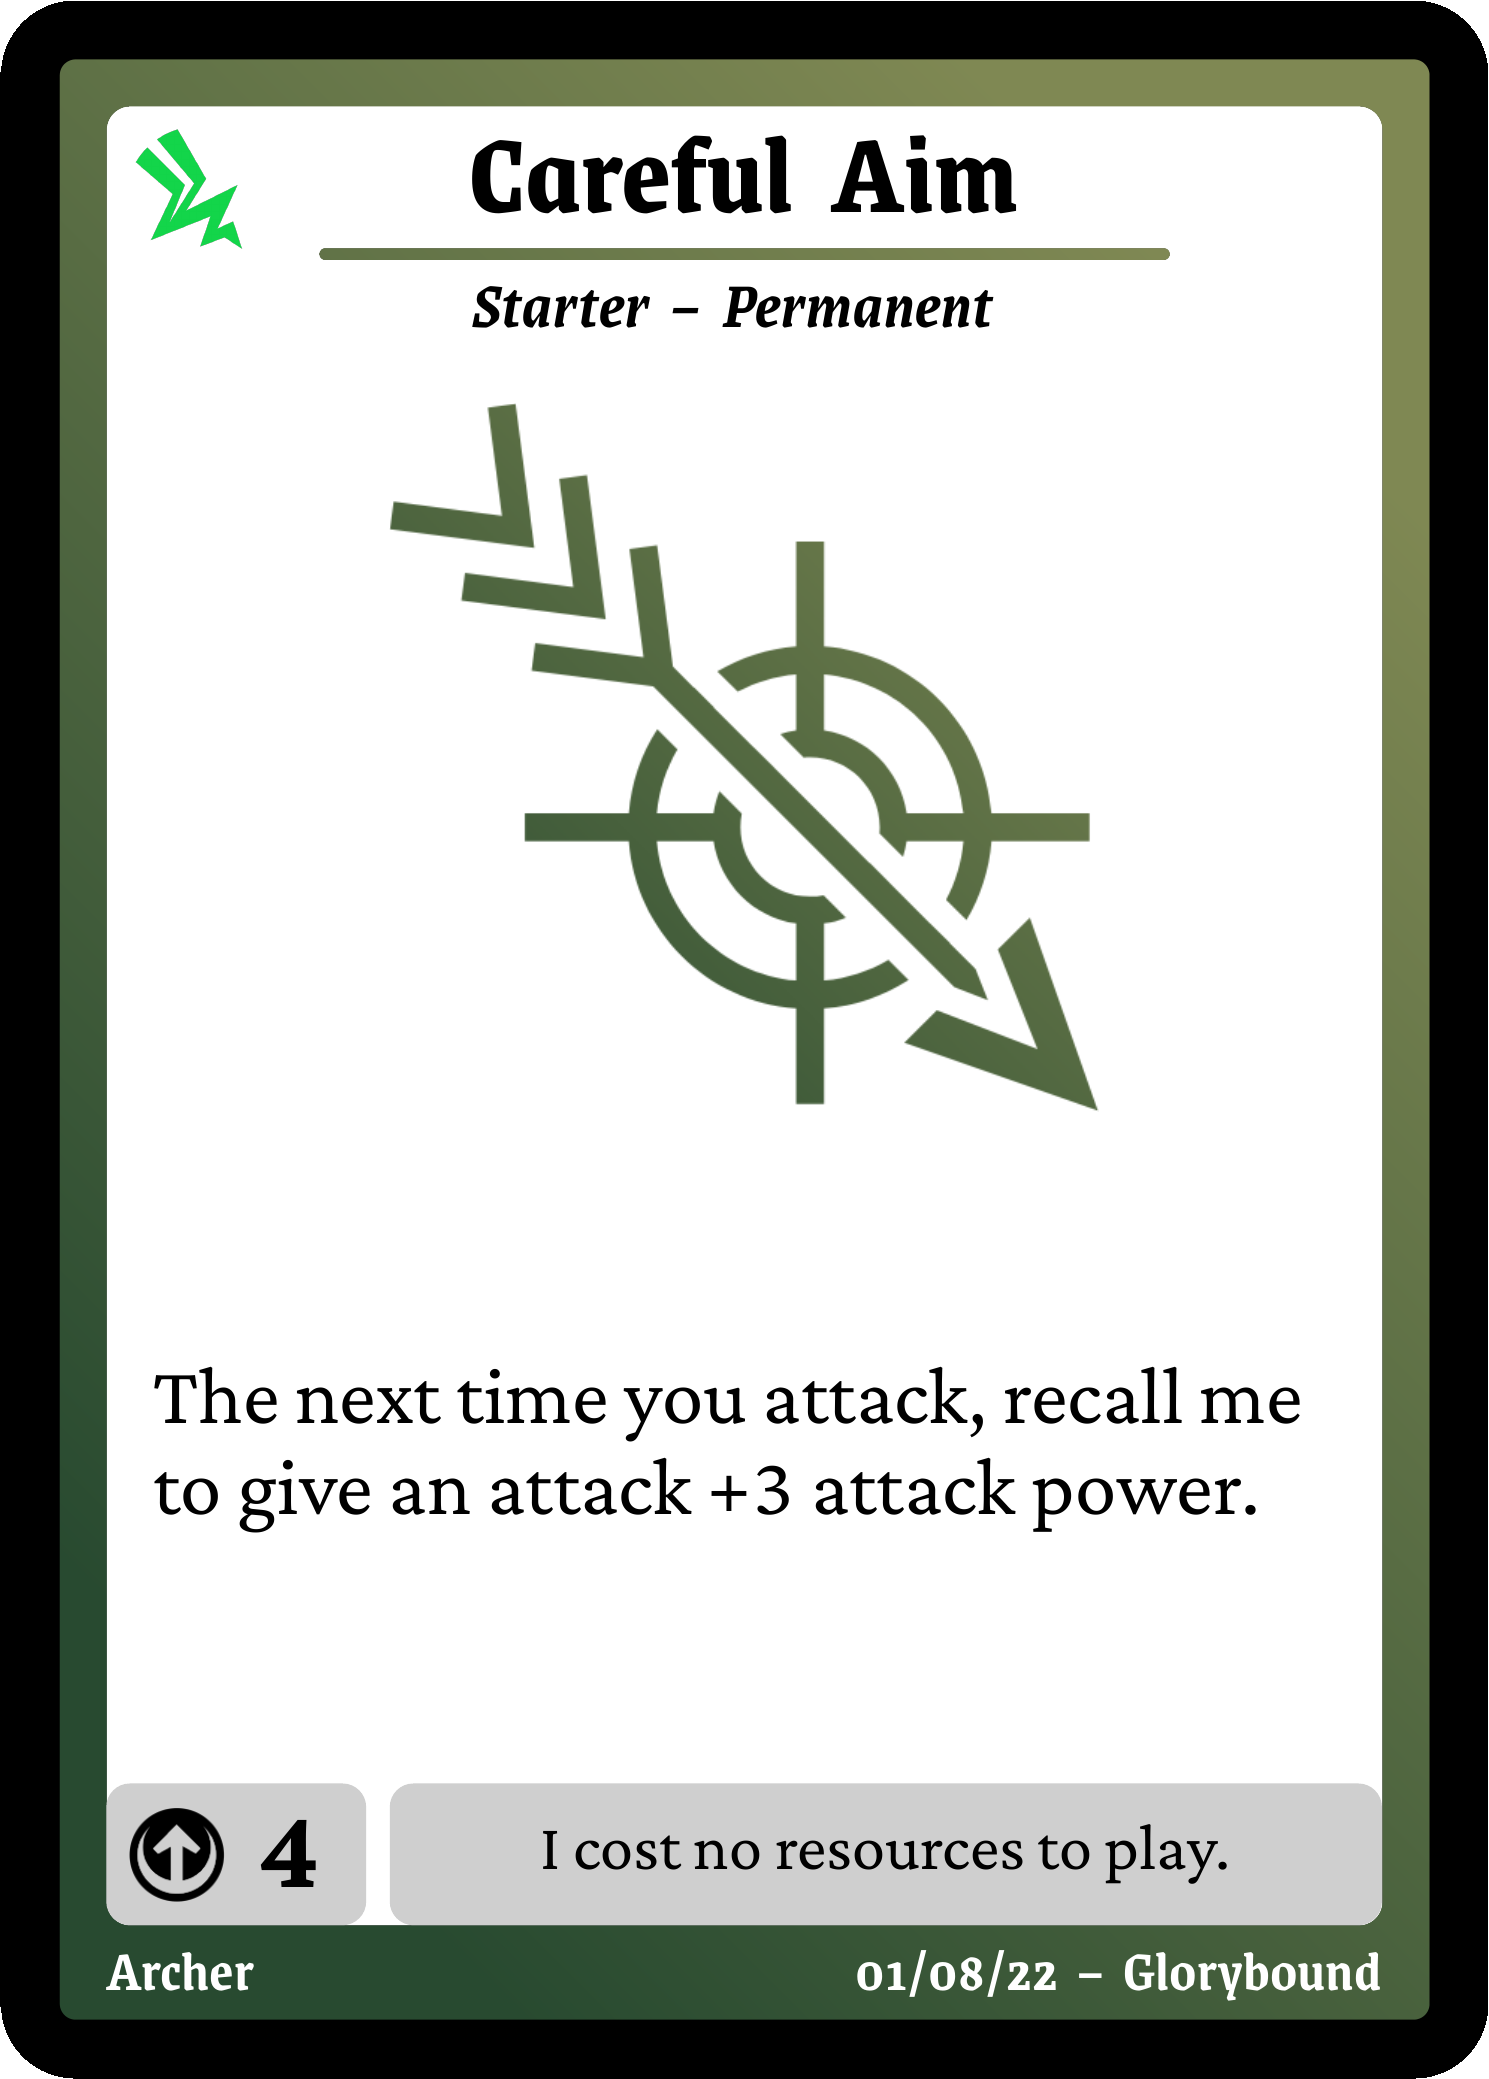 Careful Aim
Starter – Permanent
The next time you attack, recall me
to give an attack +3 attack power.
4
I cost no resources to play.
Archer
01/08/22 – Glorybound